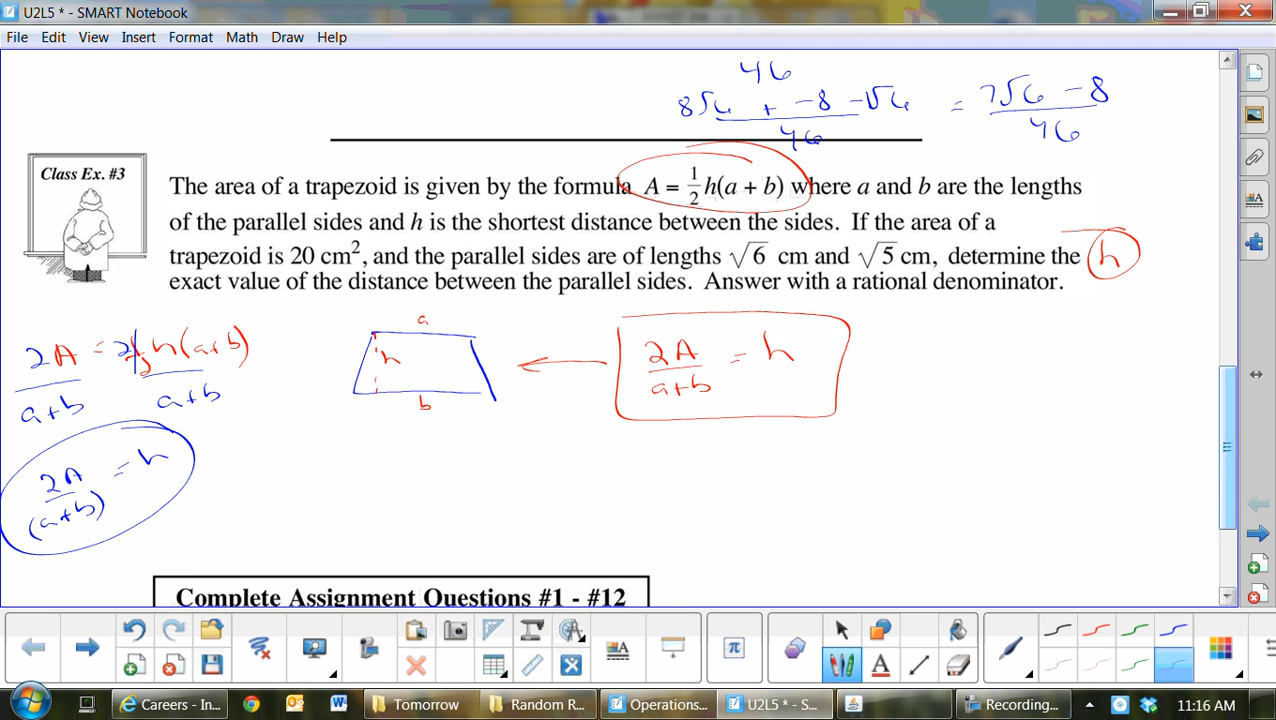 U2L5 * - SMART Notebook
File Edit View Insert Format Math Draw Help
46
8√6 + -8 -√6 = 7√6 - 8
46 46
Class Ex. #3
The area of a trapezoid is given by the formula A = 1/2 h(a + b) where a and b are the lengths
of the parallel sides and h is the shortest distance between the sides. If the area of a
trapezoid is 20 cm², and the parallel sides are of lengths √6 cm and √5 cm, determine the h
exact value of the distance between the parallel sides. Answer with a rational denominator.
2A = 2 1/2 h(a+b)
a+b a+b
a
h
b
2A = h
a+b
2A = h
(a+b)
Complete Assignment Questions #1 - #12
Careers - In... Tomorrow Random R... Operations... U2L5 * - S... Recording... 11:16 AM